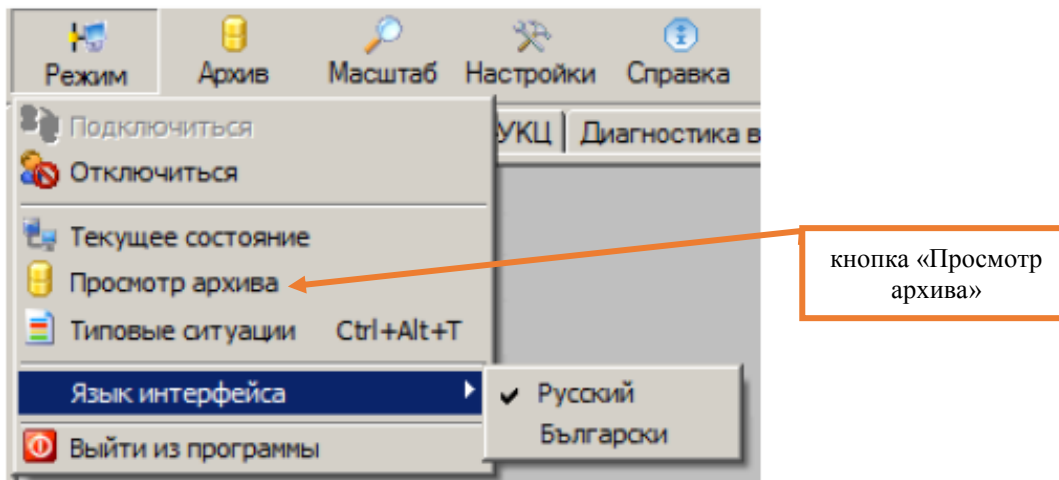 Режим Архив Масштаб Настройки Справка
Подключиться
УКЦ Диагностика в
Отключиться
Текущее состояние
Просмотр архива
Типовые ситуации Ctrl+Alt+T
Язык интерфейса
Русский
Български
Выйти из программы
кнопка «Просмотр
архива»